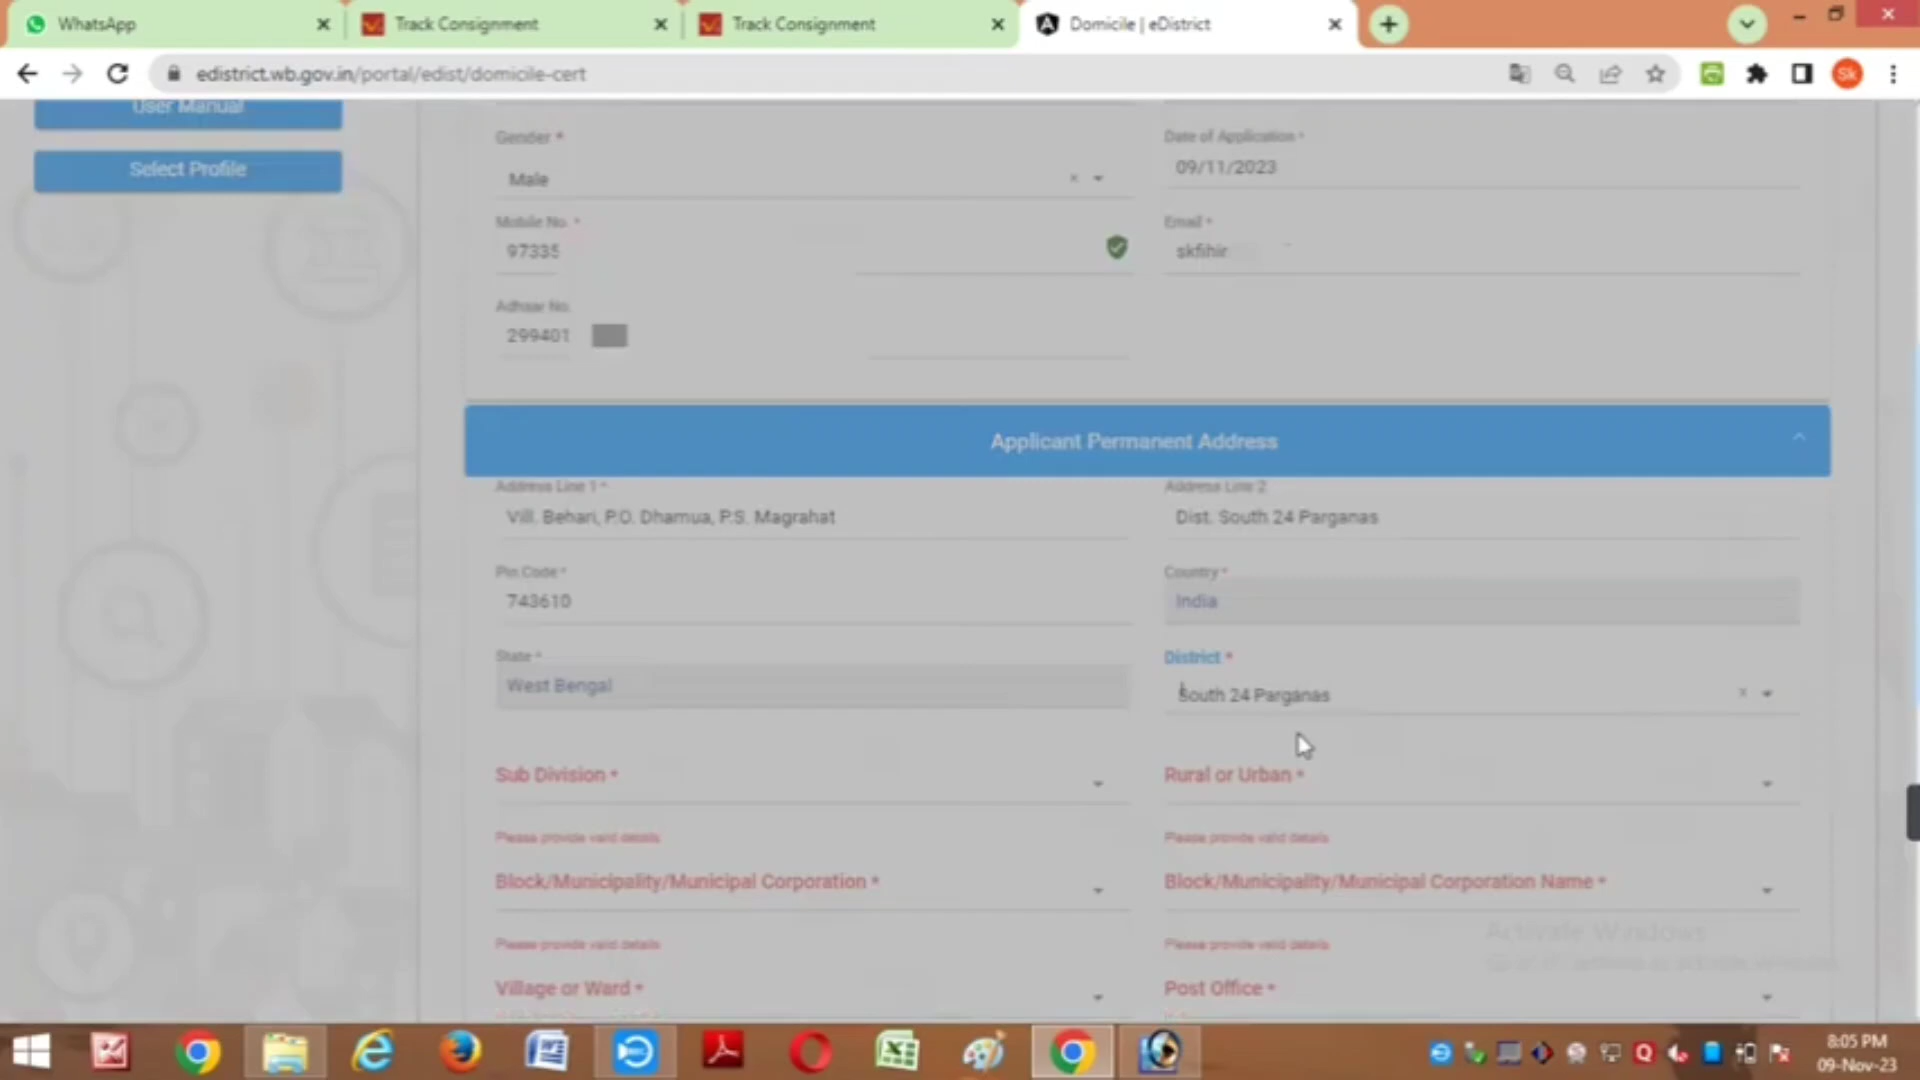 WhatsApp
Track Consignment
Track Consignment
Domicile | eDistrict
edistrict.wb.gov.in/portal/edist/domicile-cert
Sk
User Manual
Select Profile
Gender *
Male
Date of Application *
09/11/2023
Mobile No. *
97335
Email *
skfihir
Adhaar No.
299401
Applicant Permanent Address
Address Line 1 *
Vill. Behari, P.O. Dhamua, P.S. Magrahat
Address Line 2
Dist. South 24 Parganas
Pin Code *
743610
Country *
India
State *
West Bengal
District *
South 24 Parganas
Sub Division *
Please provide valid details
Rural or Urban *
Please provide valid details
Block/Municipality/Municipal Corporation *
Please provide valid details
Block/Municipality/Municipal Corporation Name *
Please provide valid details
Activate Windows
Village or Ward *
Post Office *
8:05 PM
09-Nov-23